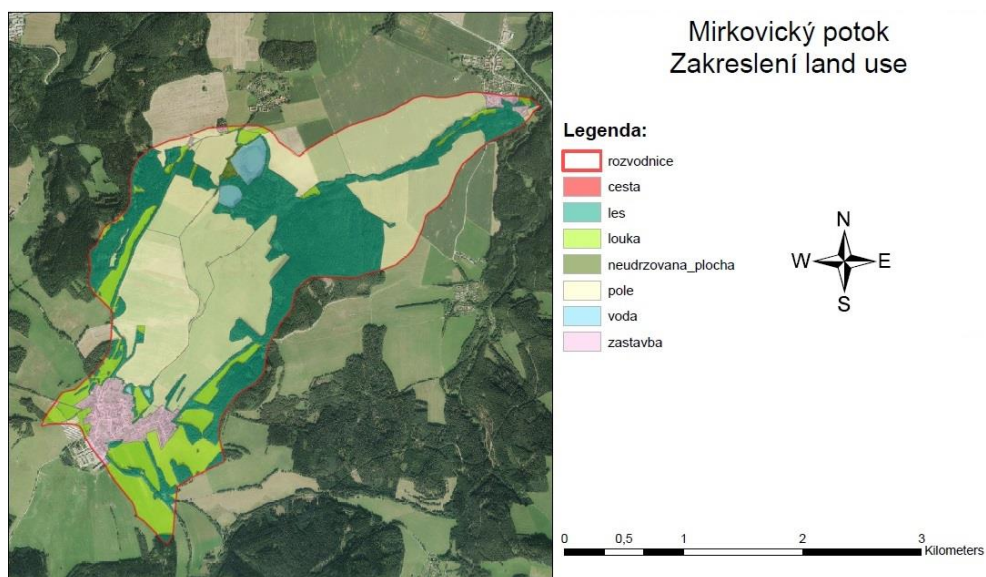 Mirkovický potok
Zakreslení land use
Legenda:
rozvodnice
cesta
les
louka
neudrzovana_plocha
pole
voda
zastavba
N
W E
S
0 0,5 1 2 3
Kilometers